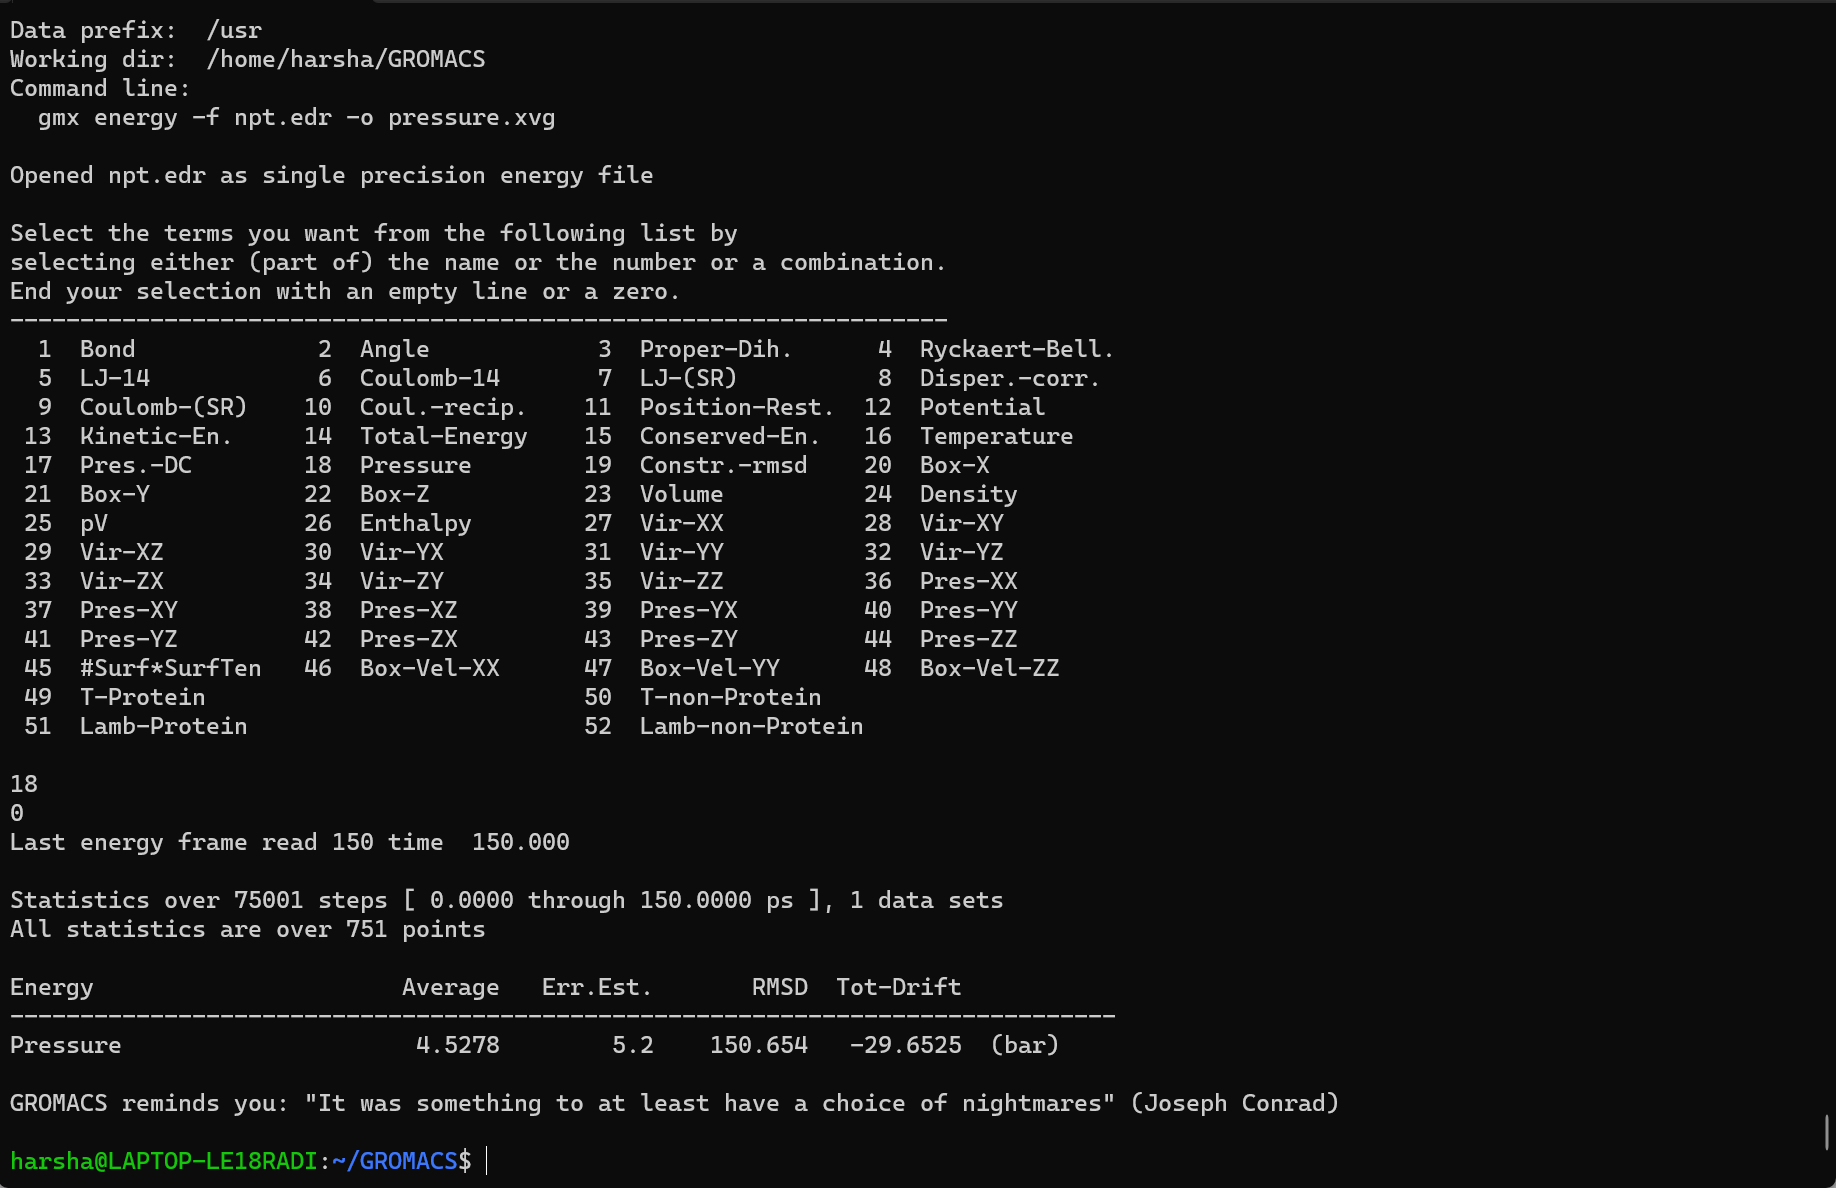 Data prefix:  /usr
Working dir:  /home/harsha/GROMACS
Command line:
  gmx energy -f npt.edr -o pressure.xvg

Opened npt.edr as single precision energy file

Select the terms you want from the following list by
selecting either (part of) the name or the number or a combination.
End your selection with an empty line or a zero.
-------------------------------------------------------------------
  1  Bond             2  Angle            3  Proper-Dih.      4  Ryckaert-Bell.
  5  LJ-14            6  Coulomb-14       7  LJ-(SR)          8  Disper.-corr.
  9  Coulomb-(SR)    10  Coul.-recip.    11  Position-Rest.  12  Potential
 13  Kinetic-En.     14  Total-Energy    15  Conserved-En.   16  Temperature
 17  Pres.-DC        18  Pressure        19  Constr.-rmsd    20  Box-X
 21  Box-Y           22  Box-Z           23  Volume          24  Density
 25  pV              26  Enthalpy        27  Vir-XX          28  Vir-XY
 29  Vir-XZ          30  Vir-YX          31  Vir-YY          32  Vir-YZ
 33  Vir-ZX          34  Vir-ZY          35  Vir-ZZ          36  Pres-XX
 37  Pres-XY         38  Pres-XZ         39  Pres-YX         40  Pres-YY
 41  Pres-YZ         42  Pres-ZX         43  Pres-ZY         44  Pres-ZZ
 45  #Surf*SurfTen   46  Box-Vel-XX      47  Box-Vel-YY      48  Box-Vel-ZZ
 49  T-Protein                           50  T-non-Protein
 51  Lamb-Protein                        52  Lamb-non-Protein

18
0
Last energy frame read 150 time  150.000

Statistics over 75001 steps [ 0.0000 through 150.0000 ps ], 1 data sets
All statistics are over 751 points

Energy                      Average   Err.Est.       RMSD  Tot-Drift
-------------------------------------------------------------------------------
Pressure                     4.5278        5.2    150.654   -29.6525  (bar)

GROMACS reminds you: "It was something to at least have a choice of nightmares" (Joseph Conrad)

harsha@LAPTOP-LE18RADI:~/GROMACS$